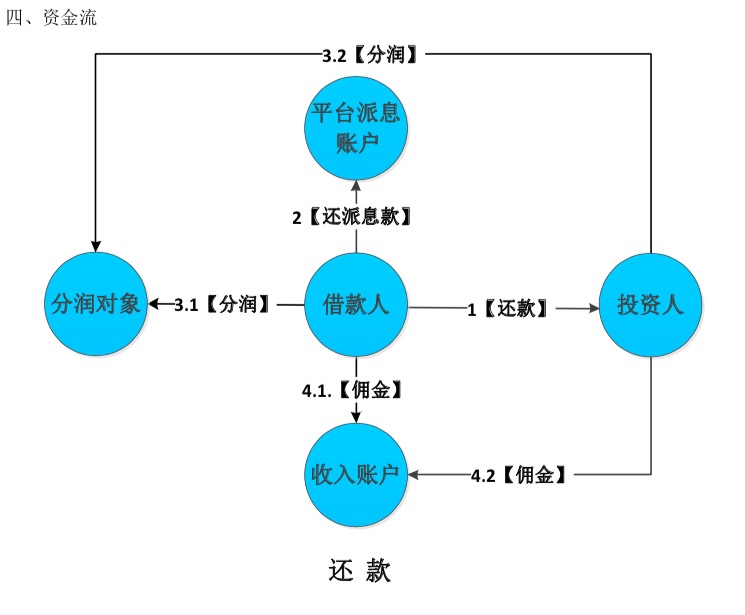 四、资金流
3.2【分润】
平台派息
账户
2【还派息款】
分润对象
3.1【分润】
借款人
1【还款】
投资人
4.1.【佣金】
收入账户
4.2【佣金】
还 款